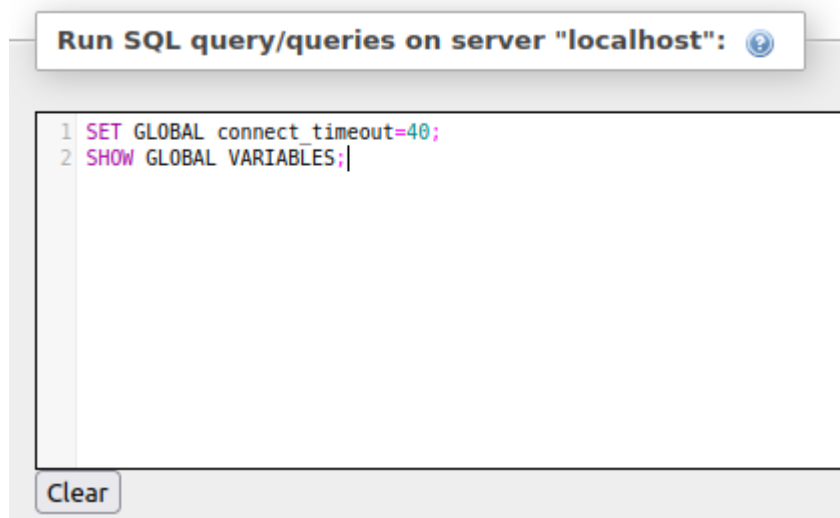 Run SQL query/queries on server "localhost":
1 SET GLOBAL connect_timeout=40;
2 SHOW GLOBAL VARIABLES;
Clear